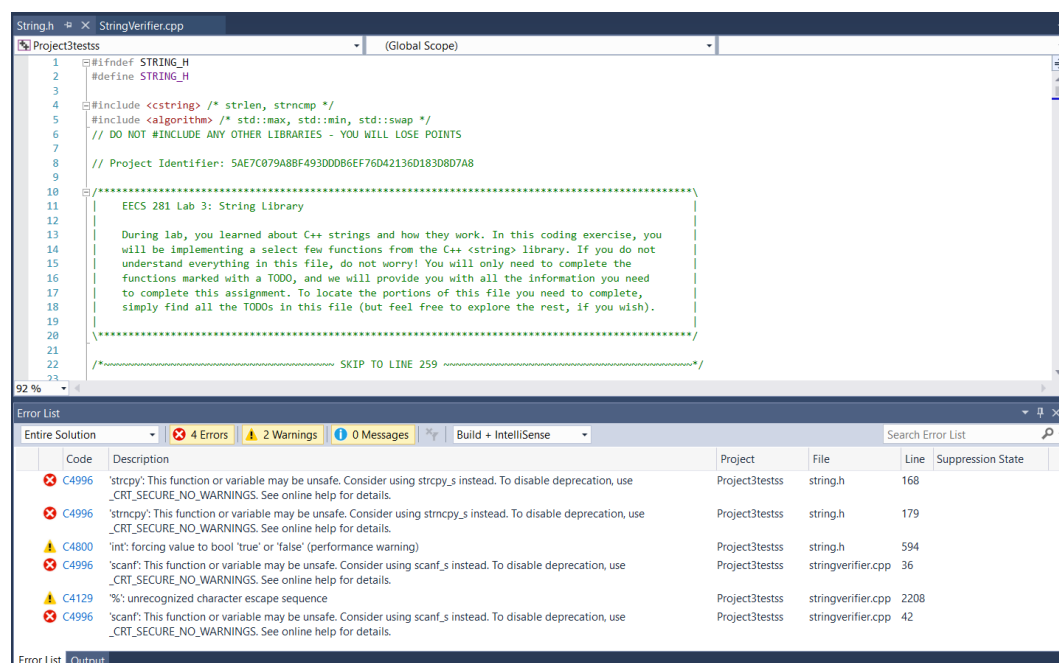 String.h StringVerifier.cpp
Project3testss (Global Scope)
1 #ifndef STRING_H
2 #define STRING_H
3
4 #include <cstring> /* strlen, strncmp */
5 #include <algorithm> /* std::max, std::min, std::swap */
6 // DO NOT #INCLUDE ANY OTHER LIBRARIES - YOU WILL LOSE POINTS
7
8 // Project Identifier: 5AE7C079A8BF493DDDB6EF76D42136D183D8D7A8
9
10 /***************************************************************************************************\
11 | EECS 281 Lab 3: String Library |
12 | |
13 | During lab, you learned about C++ strings and how they work. In this coding exercise, you |
14 | will be implementing a select few functions from the C++ <string> library. If you do not |
15 | understand everything in this file, do not worry! You will only need to complete the |
16 | functions marked with a TODO, and we will provide you with all the information you need |
17 | to complete this assignment. To locate the portions of this file you need to complete, |
18 | simply find all the TODOs in this file (but feel free to explore the rest, if you wish). |
19 | |
20 \***************************************************************************************************/
21
22 /*~~~~~~~~~~~~~~~~~~~~~~~~~~~~~~~~~~~~~~ SKIP TO LINE 259 ~~~~~~~~~~~~~~~~~~~~~~~~~~~~~~~~~~~~~~~~~*/
23
92 %
Error List
Entire Solution 4 Errors 2 Warnings 0 Messages Build + IntelliSense Search Error List
Code Description Project File Line Suppression State
C4996 'strcpy': This function or variable may be unsafe. Consider using strcpy_s instead. To disable deprecation, use Project3testss string.h 168
_CRT_SECURE_NO_WARNINGS. See online help for details.
C4996 'strncpy': This function or variable may be unsafe. Consider using strncpy_s instead. To disable deprecation, use Project3testss string.h 179
_CRT_SECURE_NO_WARNINGS. See online help for details.
C4800 'int': forcing value to bool 'true' or 'false' (performance warning) Project3testss string.h 594
C4996 'scanf': This function or variable may be unsafe. Consider using scanf_s instead. To disable deprecation, use Project3testss stringverifier.cpp 36
_CRT_SECURE_NO_WARNINGS. See online help for details.
C4129 '%': unrecognized character escape sequence Project3testss stringverifier.cpp 2208
C4996 'scanf': This function or variable may be unsafe. Consider using scanf_s instead. To disable deprecation, use Project3testss stringverifier.cpp 42
_CRT_SECURE_NO_WARNINGS. See online help for details.
Error List Output